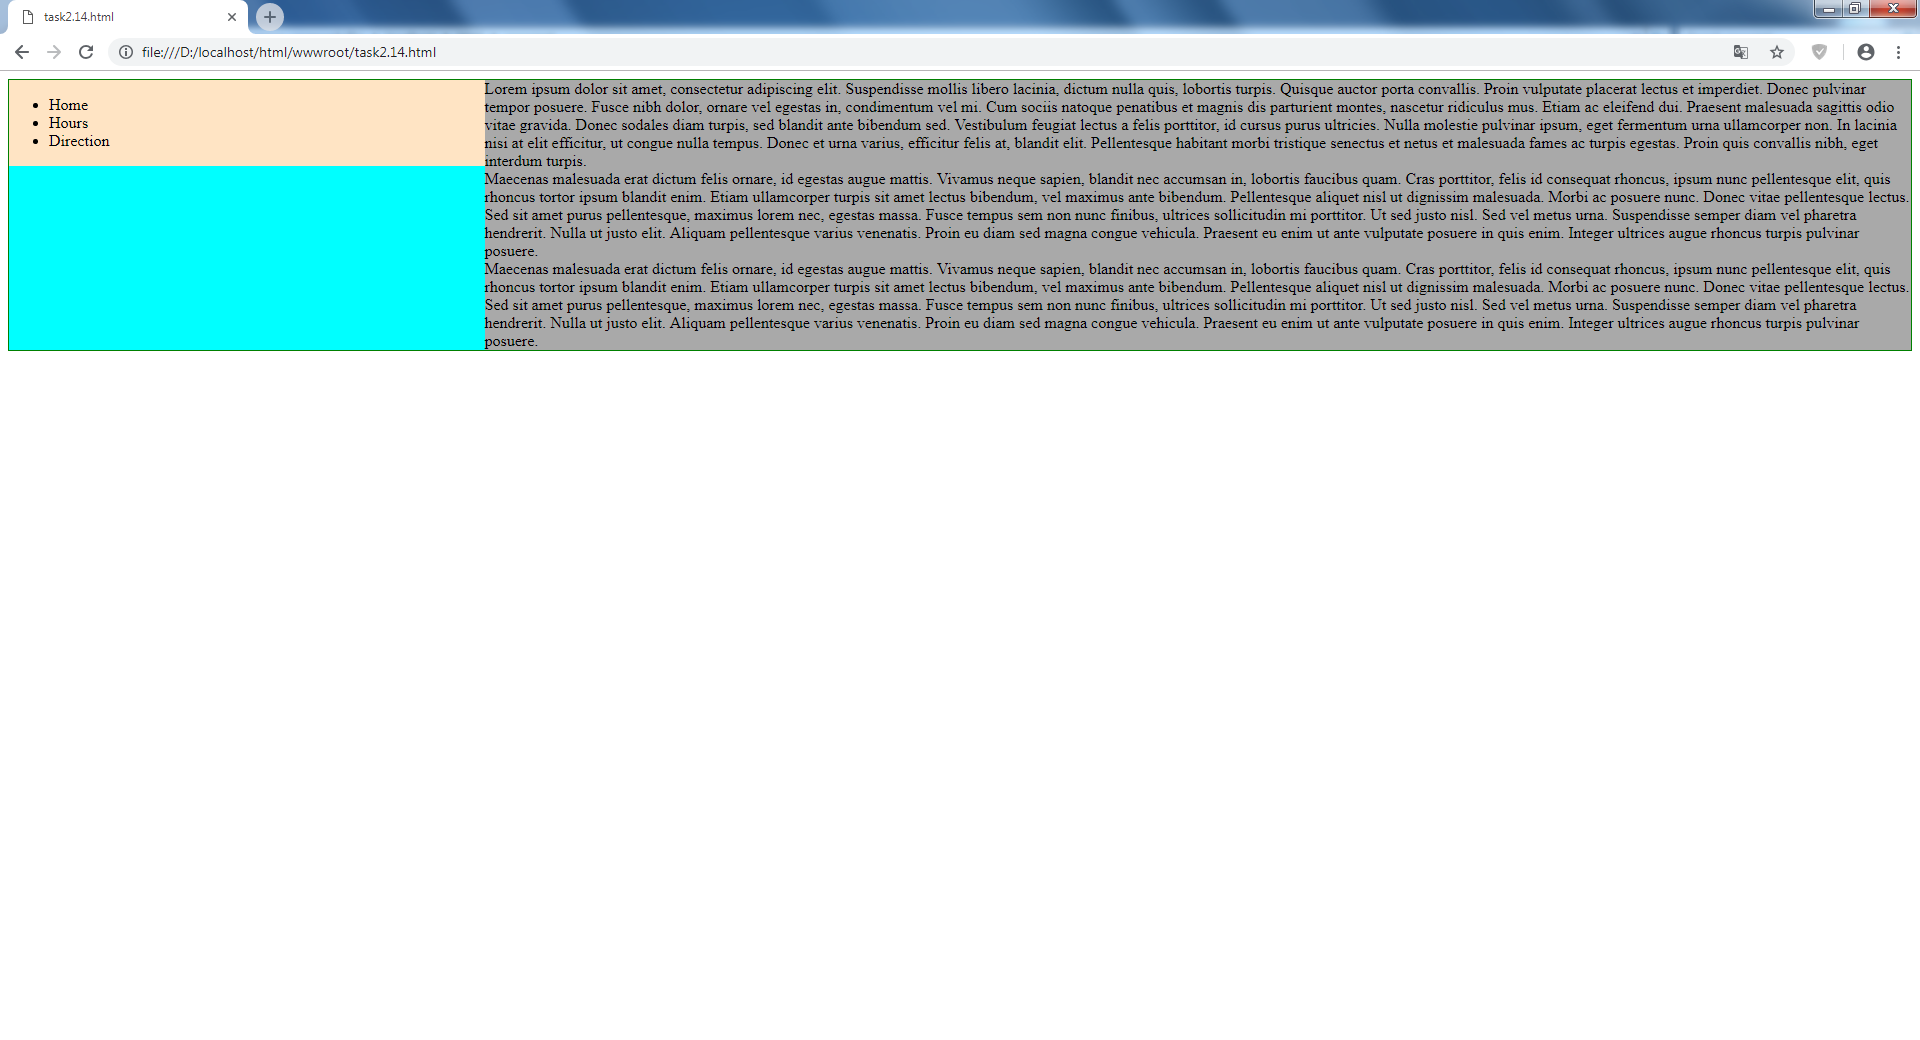 task2.14.html
file:///D:/localhost/html/wwwroot/task2.14.html
Home
Hours
Direction
Lorem ipsum dolor sit amet, consectetur adipiscing elit. Suspendisse mollis libero lacinia, dictum nulla quis, lobortis turpis. Quisque auctor porta convallis. Proin vulputate placerat lectus et imperdiet. Donec pulvinar
tempor posuere. Fusce nibh dolor, ornare vel egestas in, condimentum vel mi. Cum sociis natoque penatibus et magnis dis parturient montes, nascetur ridiculus mus. Etiam ac eleifend dui. Praesent malesuada sagittis odio
vitae gravida. Donec sodales diam turpis, sed blandit ante bibendum sed. Vestibulum feugiat lectus a felis porttitor, id cursus purus ultricies. Nulla molestie pulvinar ipsum, eget fermentum urna ullamcorper non. In lacinia
nisi at elit efficitur, ut congue nulla tempus. Donec et urna varius, efficitur felis at, blandit elit. Pellentesque habitant morbi tristique senectus et netus et malesuada fames ac turpis egestas. Proin quis convallis nibh, eget
interdum turpis.
Maecenas malesuada erat dictum felis ornare, id egestas augue mattis. Vivamus neque sapien, blandit nec accumsan in, lobortis faucibus quam. Cras porttitor, felis id consequat rhoncus, ipsum nunc pellentesque elit, quis
rhoncus tortor ipsum blandit enim. Etiam ullamcorper turpis sit amet lectus bibendum, vel maximus ante bibendum. Pellentesque aliquet nisl ut dignissim malesuada. Morbi ac posuere nunc. Donec vitae pellentesque lectus.
Sed sit amet purus pellentesque, maximus lorem nec, egestas massa. Fusce tempus sem non nunc finibus, ultrices sollicitudin mi porttitor. Ut sed justo nisl. Sed vel metus urna. Suspendisse semper diam vel pharetra
hendrerit. Nulla ut justo elit. Aliquam pellentesque varius venenatis. Proin eu diam sed magna congue vehicula. Praesent eu enim ut ante vulputate posuere in quis enim. Integer ultrices augue rhoncus turpis pulvinar
posuere.
Maecenas malesuada erat dictum felis ornare, id egestas augue mattis. Vivamus neque sapien, blandit nec accumsan in, lobortis faucibus quam. Cras porttitor, felis id consequat rhoncus, ipsum nunc pellentesque elit, quis
rhoncus tortor ipsum blandit enim. Etiam ullamcorper turpis sit amet lectus bibendum, vel maximus ante bibendum. Pellentesque aliquet nisl ut dignissim malesuada. Morbi ac posuere nunc. Donec vitae pellentesque lectus.
Sed sit amet purus pellentesque, maximus lorem nec, egestas massa. Fusce tempus sem non nunc finibus, ultrices sollicitudin mi porttitor. Ut sed justo nisl. Sed vel metus urna. Suspendisse semper diam vel pharetra
hendrerit. Nulla ut justo elit. Aliquam pellentesque varius venenatis. Proin eu diam sed magna congue vehicula. Praesent eu enim ut ante vulputate posuere in quis enim. Integer ultrices augue rhoncus turpis pulvinar
posuere.